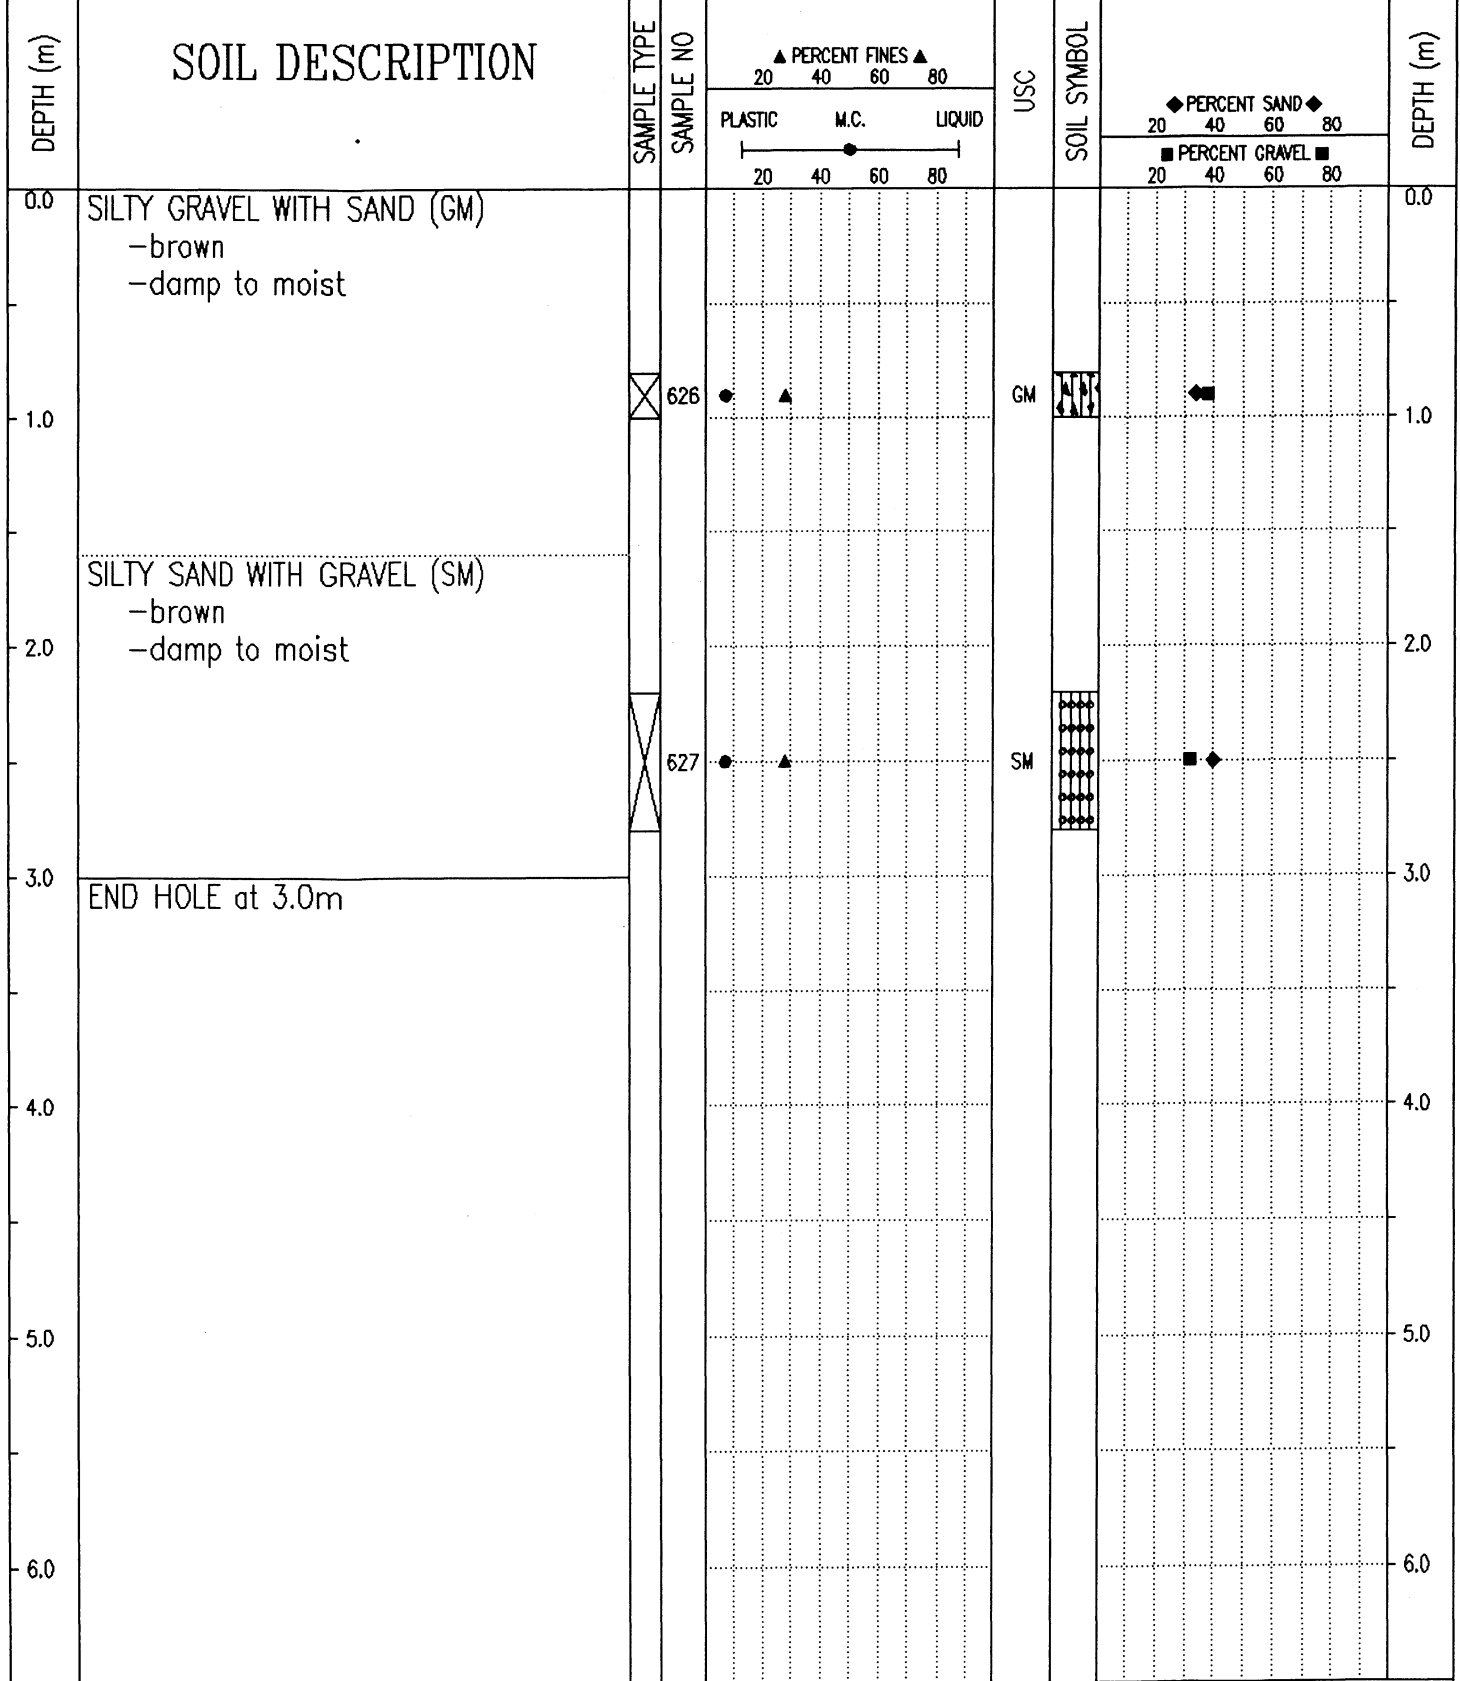 DEPTH (m)
SOIL DESCRIPTION
SAMPLE TYPE
SAMPLE NO
▲ PERCENT FINES ▲
20 40 60 80
PLASTIC M.C. LIQUID
20 40 60 80
USC
SOIL SYMBOL
◆ PERCENT SAND ◆
20 40 60 80
■ PERCENT GRAVEL ■
20 40 60 80
DEPTH (m)
0.0 SILTY GRAVEL WITH SAND (GM) 0.0
-brown
-damp to moist
626 GM
1.0 1.0
SILTY SAND WITH GRAVEL (SM)
-brown
2.0 -damp to moist 2.0
627 SM
3.0 3.0
END HOLE at 3.0m
4.0 4.0
5.0 5.0
6.0 6.0